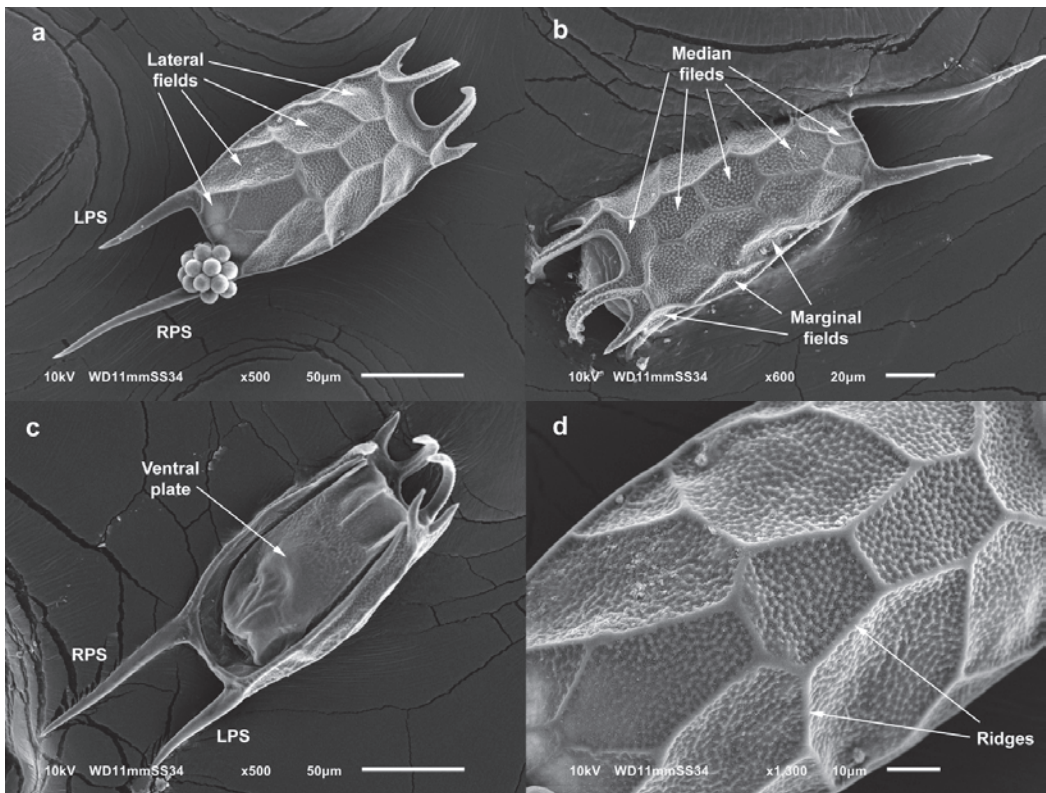 a
Lateral
fields
LPS
RPS
10kV WD11mmSS34 x500 50µm
b
Median
fileds
Marginal
fields
10kV WD11mmSS34 x600 20µm
c
Ventral
plate
RPS
LPS
10kV WD11mmSS34 x500 50µm
d
Ridges
10kV WD11mmSS34 x1,300 10µm